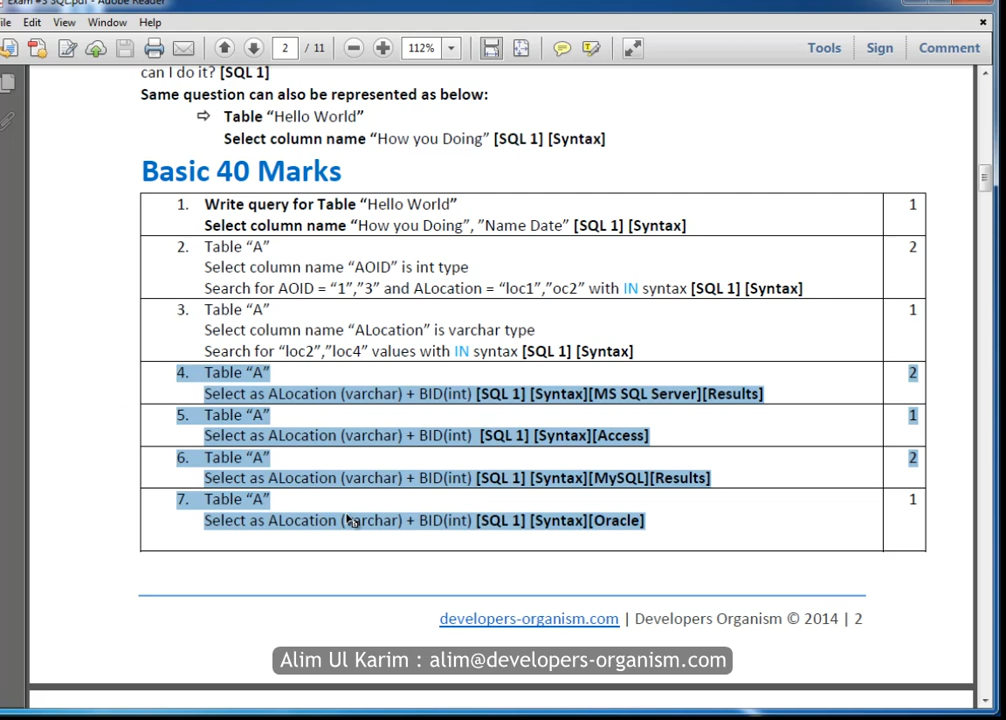 Exam #3 SQL.pdf - Adobe Reader
ile Edit View Window Help
2 / 11 112% Tools Sign Comment
can I do it? [SQL 1]
Same question can also be represented as below:
⇨ Table “Hello World”
Select column name “How you Doing” [SQL 1] [Syntax]
Basic 40 Marks
1. Write query for Table “Hello World” 1
Select column name “How you Doing”, ”Name Date” [SQL 1] [Syntax]
2. Table “A” 2
Select column name “AOID” is int type
Search for AOID = “1”,”3” and ALocation = “loc1”,”oc2” with IN syntax [SQL 1] [Syntax]
3. Table “A” 1
Select column name “ALocation” is varchar type
Search for “loc2”,”loc4” values with IN syntax [SQL 1] [Syntax]
4. Table “A” 2
Select as ALocation (varchar) + BID(int) [SQL 1] [Syntax][MS SQL Server][Results]
5. Table “A” 1
Select as ALocation (varchar) + BID(int) [SQL 1] [Syntax][Access]
6. Table “A” 2
Select as ALocation (varchar) + BID(int) [SQL 1] [Syntax][MySQL][Results]
7. Table “A” 1
Select as ALocation (varchar) + BID(int) [SQL 1] [Syntax][Oracle]
developers-organism.com | Developers Organism © 2014 | 2
Alim Ul Karim : alim@developers-organism.com